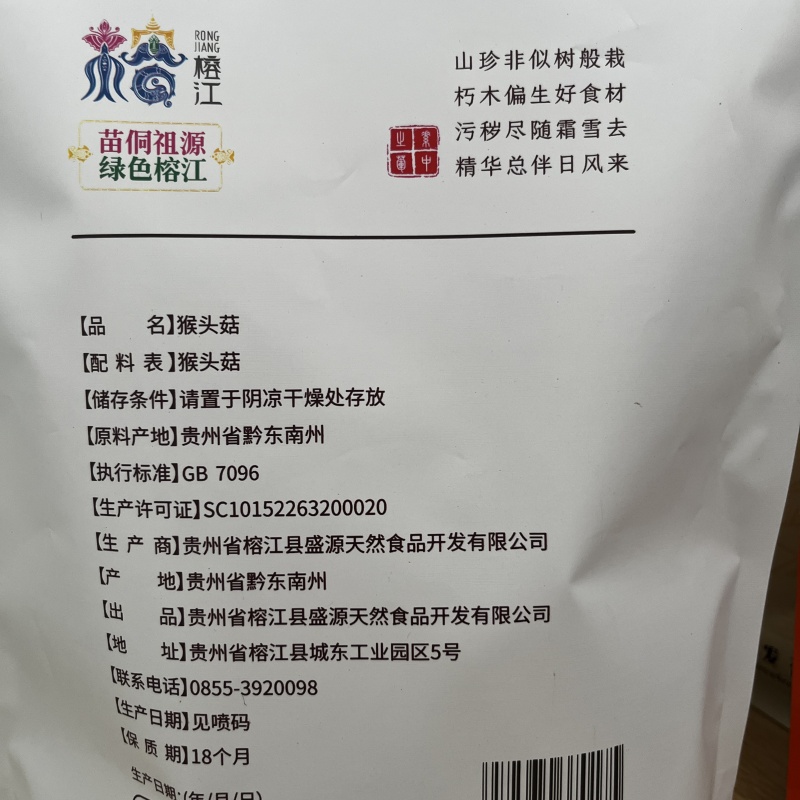 RONG
JIANG
榕江
苗侗祖源
绿色榕江
山珍非似树般栽
朽木偏生好食材
污秽尽随霜雪去
精华总伴日风来
素中之荤
【品名】猴头菇
【配料表】猴头菇
【储存条件】请置于阴凉干燥处存放
【原料产地】贵州省黔东南州
【执行标准】GB 7096
【生产许可证】SC10152263200020
【生产商】贵州省榕江县盛源天然食品开发有限公司
【产地】贵州省黔东南州
【出品】贵州省榕江县盛源天然食品开发有限公司
【地址】贵州省榕江县城东工业园区5号
【联系电话】0855-3920098
【生产日期】见喷码
【保质期】18个月
生产日期:(年/月/日)